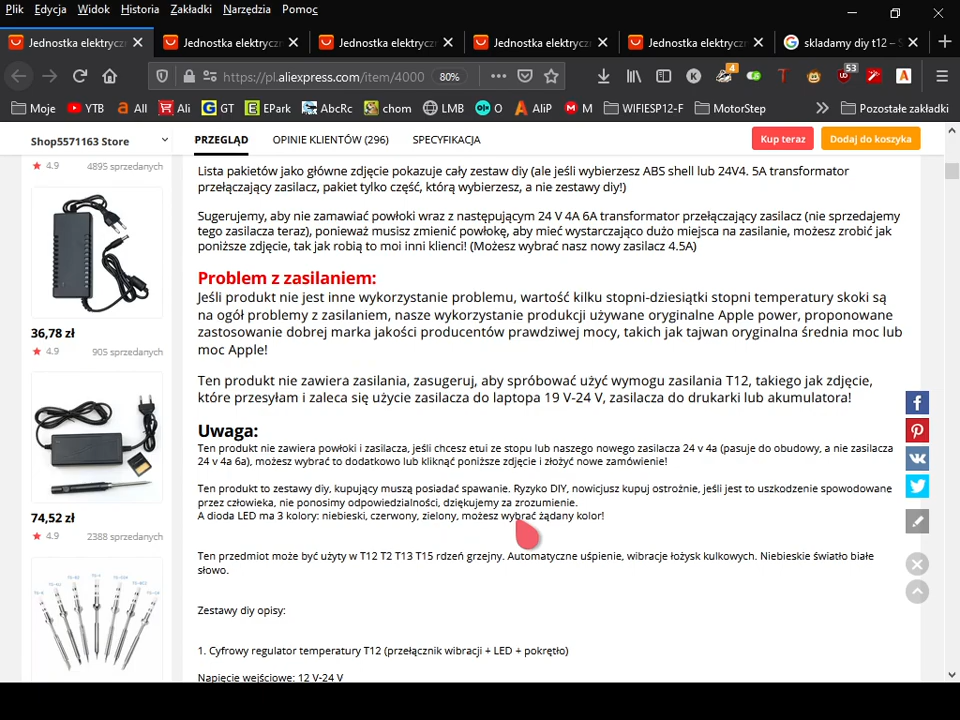 Plik Edycja Widok Historia Zakładki Narzędzia Pomoc
Jednostka elektrycz Jednostka elektrycz Jednostka elektrycz Jednostka elektrycz Jednostka elektrycz skladamy diy t12 – S
https://pl.aliexpress.com/item/4000 80% 4 53
Moje YTB All Ali GT EPark AbcRc chom LMB O AliP M WIFIESP12-F MotorStep Pozostałe zakładki
Shop5571163 Store PRZEGLĄD OPINIE KLIENTÓW (296) SPECYFIKACJA Kup teraz Dodaj do koszyka
4.9 4895 sprzedanych
Lista pakietów jako główne zdjęcie pokazuje cały zestaw diy (ale jeśli wybierzesz ABS shell lub 24V4. 5A transformator
przełączający zasilacz, pakiet tylko część, którą wybierzesz, a nie zestawy diy!)
Sugerujemy, aby nie zamawiać powłoki wraz z następującym 24 V 4A 6A transformator przełączający zasilacz (nie sprzedajemy
tego zasilacza teraz), ponieważ musisz zmienić powłokę, aby mieć wystarczająco dużo miejsca na zasilanie, możesz zrobić jak
poniższe zdjęcie, tak jak robią to moi inni klienci! (Możesz wybrać nasz nowy zasilacz 4.5A)
Problem z zasilaniem:
Jeśli produkt nie jest inne wykorzystanie problemu, wartość kilku stopni-dziesiątki stopni temperatury skoki są
na ogół problemy z zasilaniem, nasze wykorzystanie produkcji używane oryginalne Apple power, proponowane
zastosowanie dobrej marka jakości producentów prawdziwej mocy, takich jak tajwan oryginalna średnia moc lub
moc Apple!
36,78 zł
4.9 905 sprzedanych
Ten produkt nie zawiera zasilania, zasugeruj, aby spróbować użyć wymogu zasilania T12, takiego jak zdjęcie,
które przesyłam i zaleca się użycie zasilacza do laptopa 19 V-24 V, zasilacza do drukarki lub akumulatora!
Uwaga:
Ten produkt nie zawiera powłoki i zasilacza, jeśli chcesz etui ze stopu lub naszego nowego zasilacza 24 v 4a (pasuje do obudowy, a nie zasilacza
24 v 4a 6a), możesz wybrać to dodatkowo lub kliknąć poniższe zdjęcie i złożyć nowe zamówienie!
Ten produkt to zestawy diy, kupujący muszą posiadać spawanie. Ryzyko DIY, nowicjusz kupuj ostrożnie, jeśli jest to uszkodzenie spowodowane
przez człowieka, nie ponosimy odpowiedzialności, dziękujemy za zrozumienie.
A dioda LED ma 3 kolory: niebieski, czerwony, zielony, możesz wybrać żądany kolor!
74,52 zł
4.9 2388 sprzedanych
Ten przedmiot może być użyty w T12 T2 T13 T15 rdzeń grzejny. Automatyczne uśpienie, wibracje łożysk kulkowych. Niebieskie światło białe
słowo.
Zestawy diy opisy:
1. Cyfrowy regulator temperatury T12 (przełącznik wibracji + LED + pokrętło)
Napięcie wejściowe: 12 V-24 V